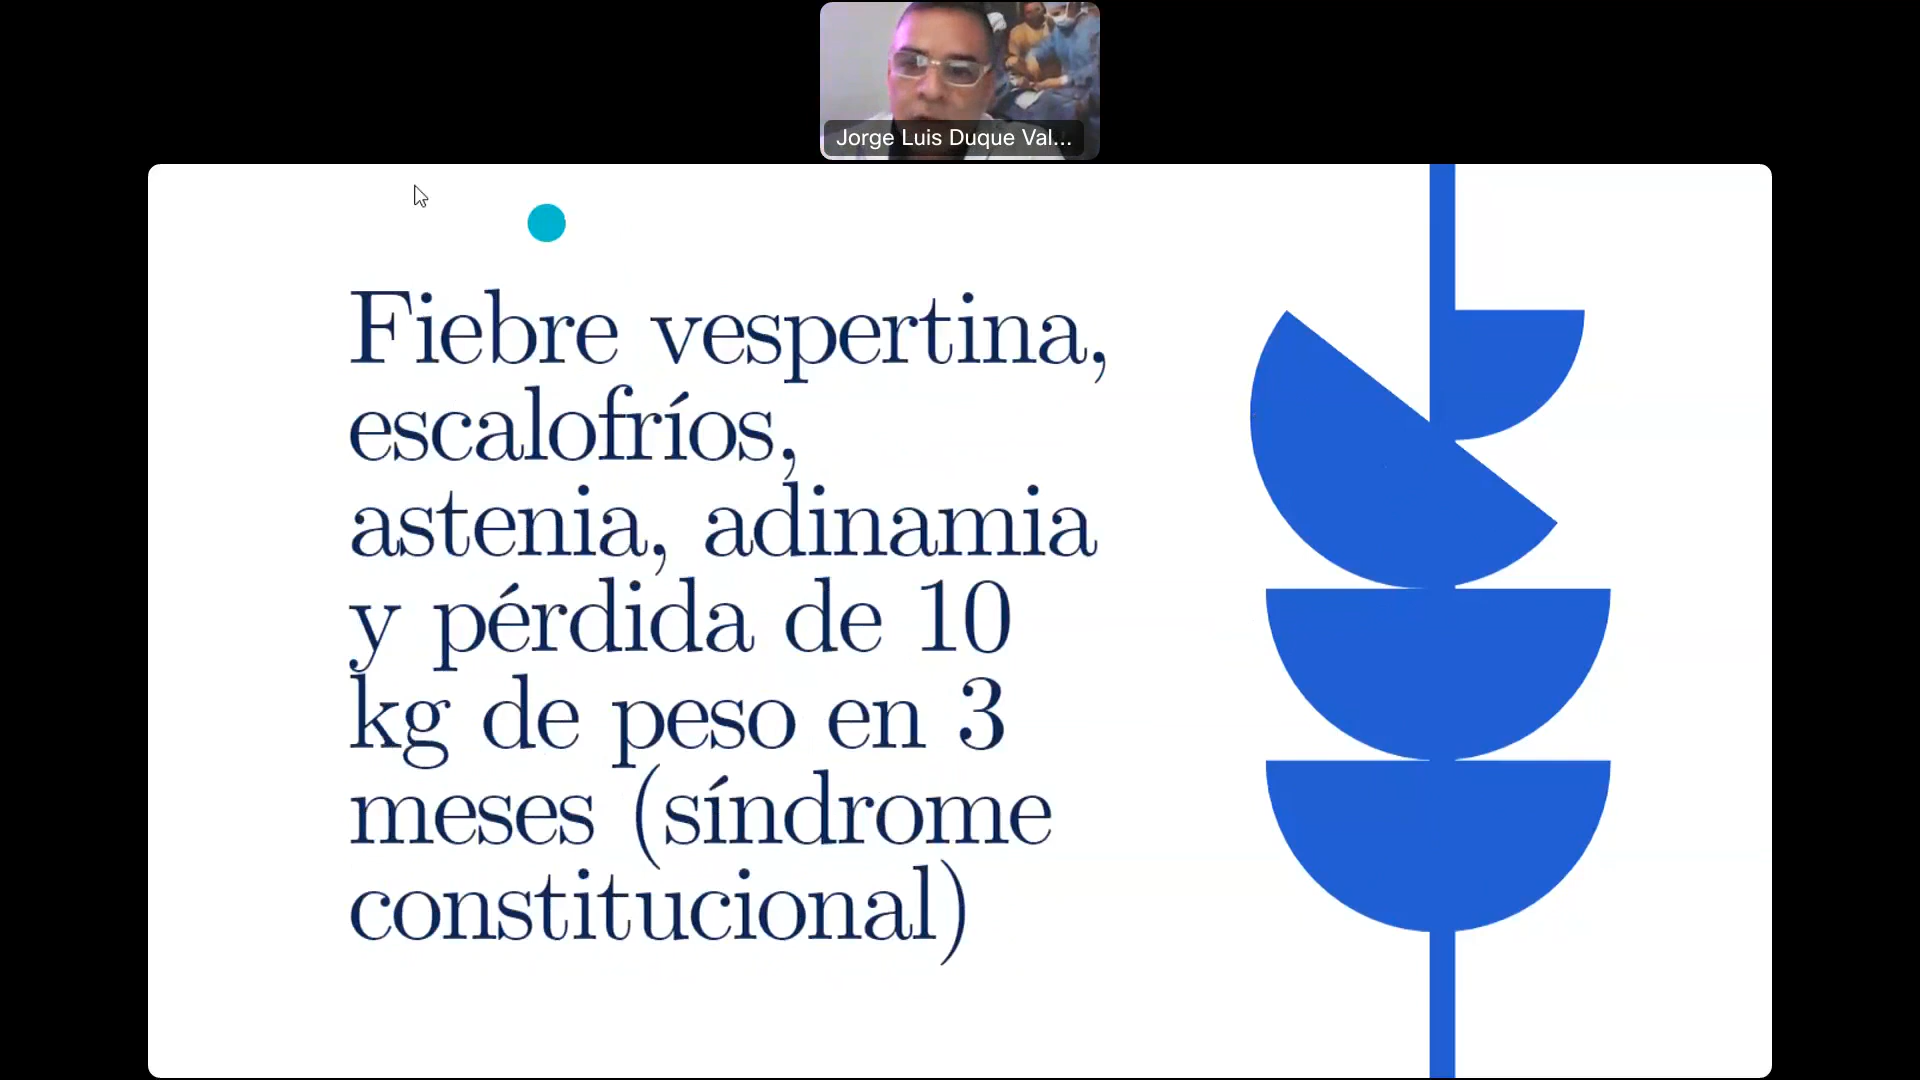 Jorge Luis Duque Val...
Fiebre vespertina,
escalofríos,
astenia, adinamia
y pérdida de 10
kg de peso en 3
meses (síndrome
constitucional)